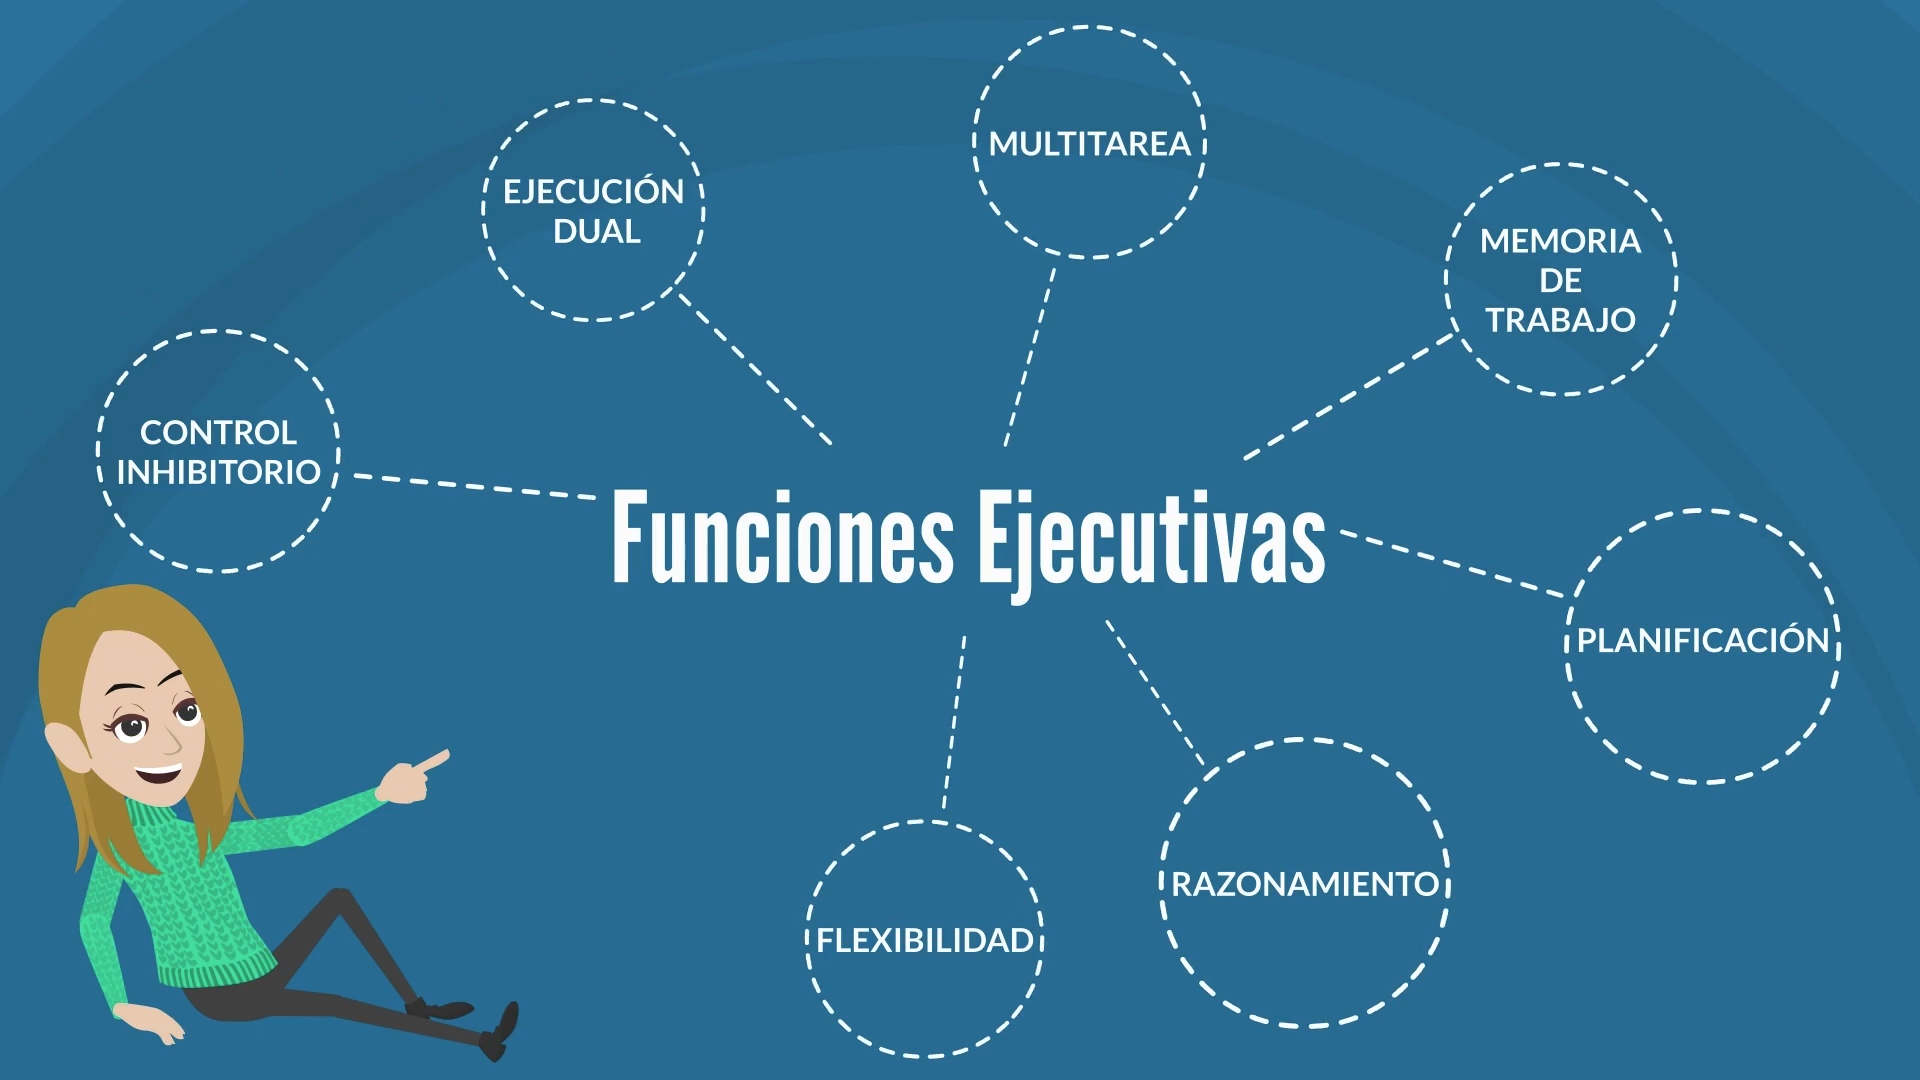 MULTITAREA
EJECUCIÓN
DUAL
MEMORIA
DE
TRABAJO
CONTROL
INHIBITORIO
Funciones Ejecutivas
PLANIFICACIÓN
RAZONAMIENTO
FLEXIBILIDAD